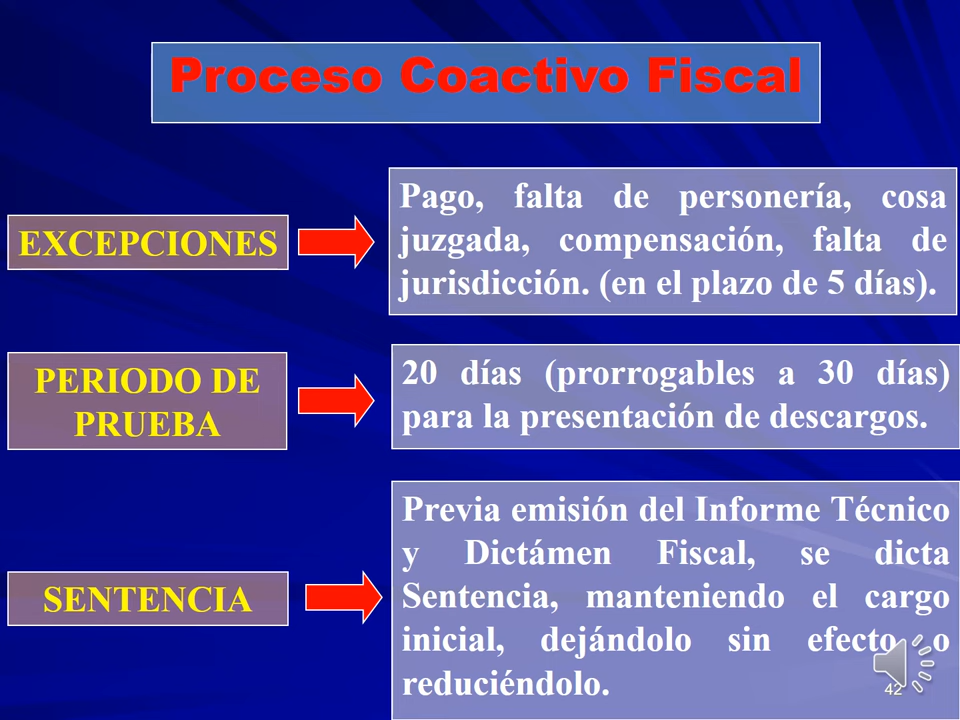 Proceso Coactivo Fiscal
EXCEPCIONES
Pago, falta de personería, cosa
juzgada, compensación, falta de
jurisdicción. (en el plazo de 5 días).
PERIODO DE
PRUEBA
20 días (prorrogables a 30 días)
para la presentación de descargos.
SENTENCIA
Previa emisión del Informe Técnico
y Dictámen Fiscal, se dicta
Sentencia, manteniendo el cargo
inicial, dejándolo sin efecto o
reduciéndolo.
42